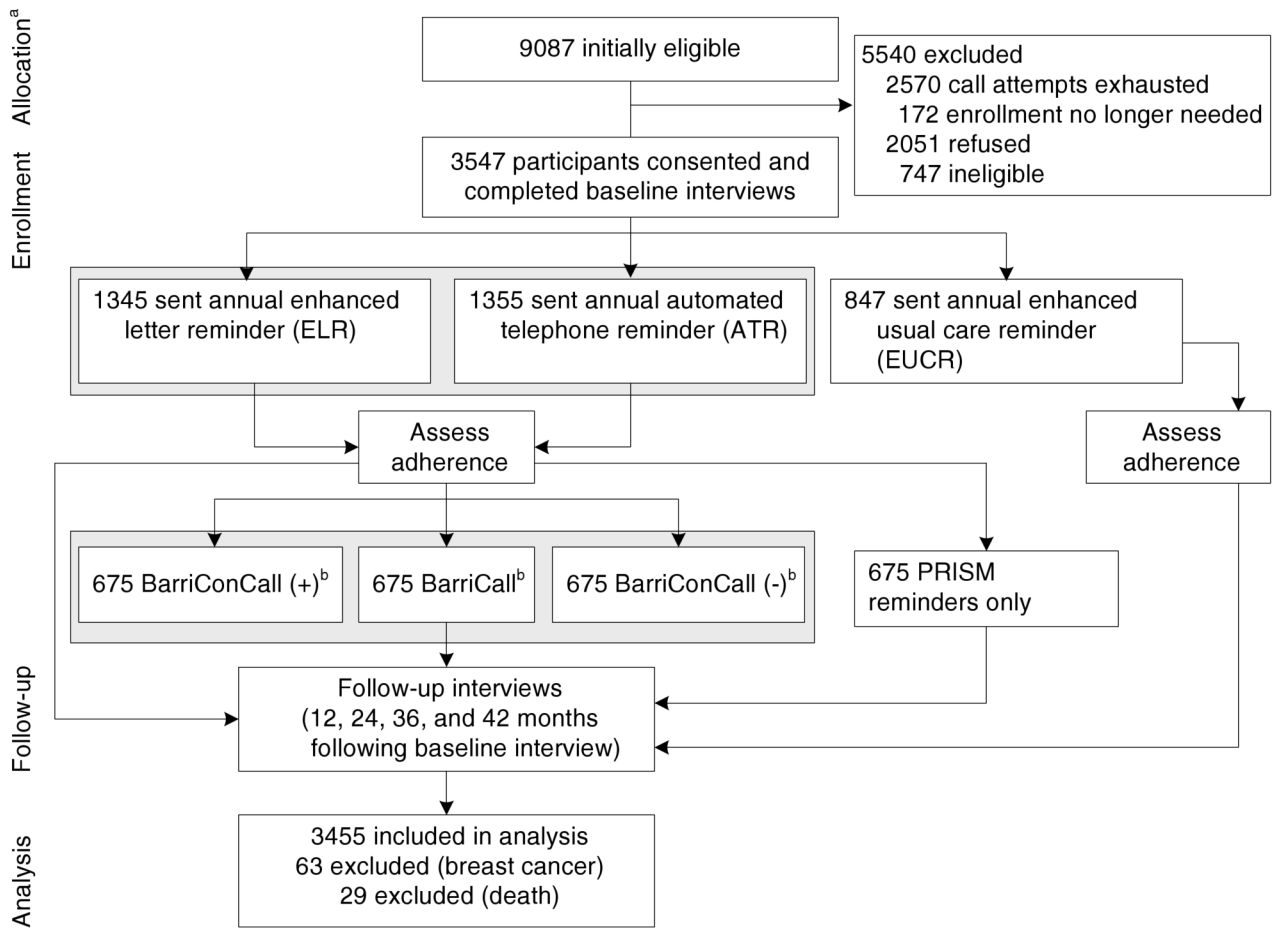 Allocationa
9087 initially eligible
5540 excluded
2570 call attempts exhausted
172 enrollment no longer needed
2051 refused
747 ineligible
Enrollment
3547 participants consented and
completed baseline interviews
1345 sent annual enhanced
letter reminder (ELR)
1355 sent annual automated
telephone reminder (ATR)
847 sent annual enhanced
usual care reminder
(EUCR)
Assess
adherence
Assess
adherence
675 BarriConCall (+)b
675 BarriCallb
675 BarriConCall (-)b
675 PRISM
reminders only
Follow-up
Follow-up interviews
(12, 24, 36, and 42 months
following baseline interview)
Analysis
3455 included in analysis
63 excluded (breast cancer)
29 excluded (death)